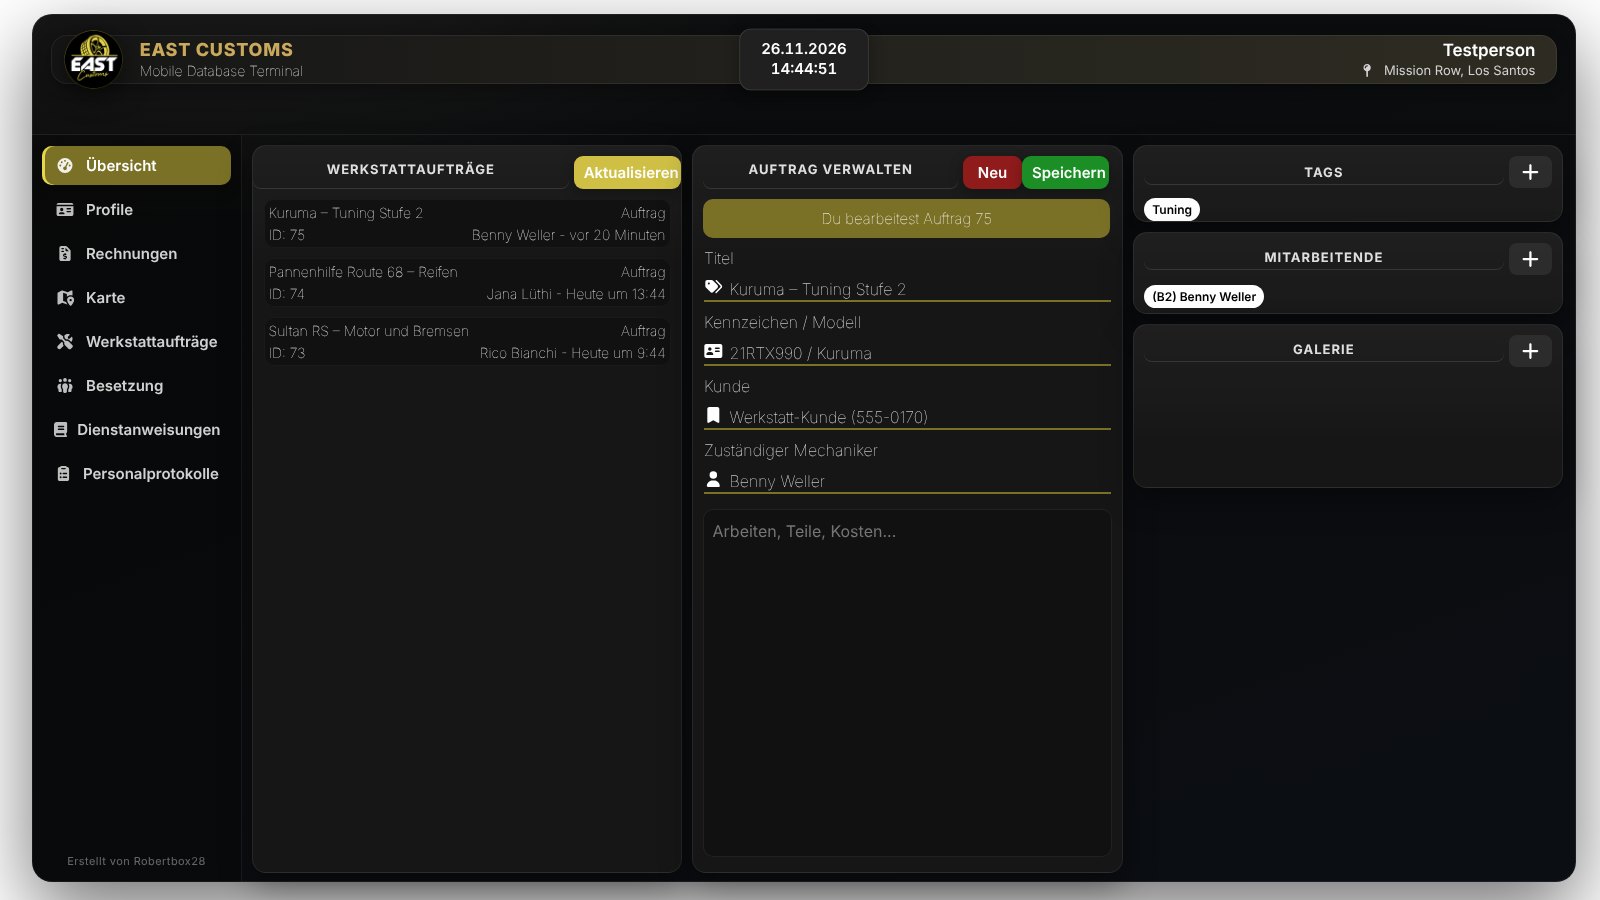 EAST CUSTOMS
Mobile Database Terminal
EAST
Customs
26.11.2026
14:44:51
Testperson
Mission Row, Los Santos
Übersicht
Profile
Rechnungen
Karte
Werkstattaufträge
Besetzung
Dienstanweisungen
Personalprotokolle
Erstellt von Robertbox28
WERKSTATTAUFTRÄGE
Aktualisieren
Kuruma – Tuning Stufe 2 Auftrag
ID: 75 Benny Weller - vor 20 Minuten
Pannenhilfe Route 68 – Reifen Auftrag
ID: 74 Jana Lüthi - Heute um 13:44
Sultan RS – Motor und Bremsen Auftrag
ID: 73 Rico Bianchi - Heute um 9:44
AUFTRAG VERWALTEN
Neu
Speichern
Du bearbeitest Auftrag 75
Titel
Kuruma – Tuning Stufe 2
Kennzeichen / Modell
21RTX990 / Kuruma
Kunde
Werkstatt-Kunde (555-0170)
Zuständiger Mechaniker
Benny Weller
Arbeiten, Teile, Kosten...
TAGS
Tuning
MITARBEITENDE
(B2) Benny Weller
GALERIE